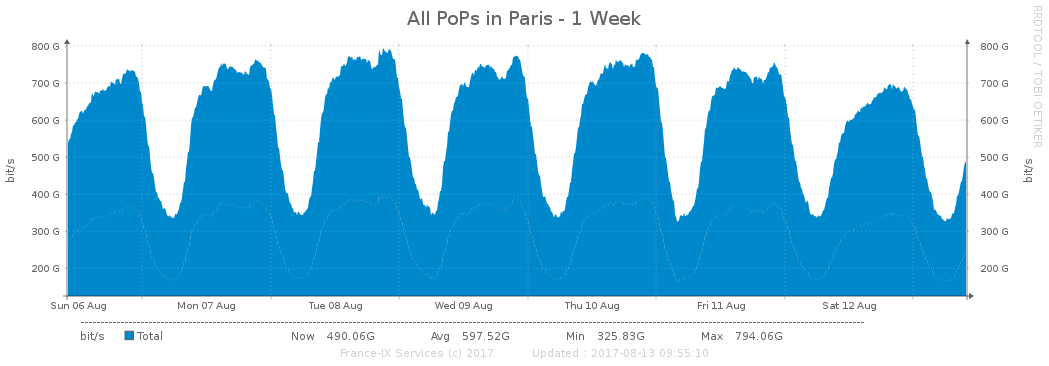 All PoPs in Paris - 1 Week
RRDTOOL / TOBI OETIKER
800 G 800 G
700 G 700 G
600 G 600 G
500 G 500 G
400 G 400 G
300 G 300 G
200 G 200 G
bit/s bit/s
Sun 06 Aug Mon 07 Aug Tue 08 Aug Wed 09 Aug Thu 10 Aug Fri 11 Aug Sat 12 Aug
bit/s Total Now 490.06G Avg 597.52G Min 325.83G Max 794.06G
France-IX Services (c) 2017 Updated : 2017-08-13 09:55:10